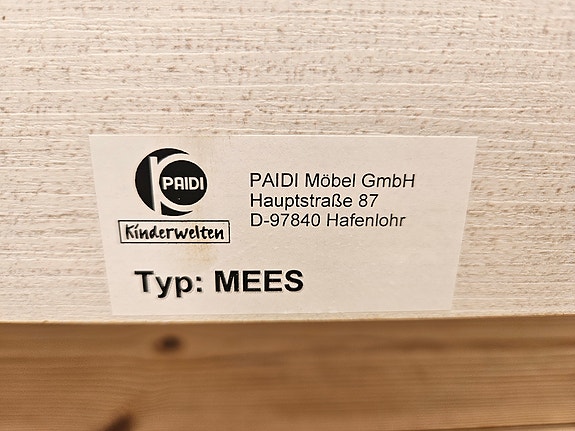 PAIDI
Kinderwelten
PAIDI Möbel GmbH
Hauptstraße 87
D-97840 Hafenlohr
Typ: MEES